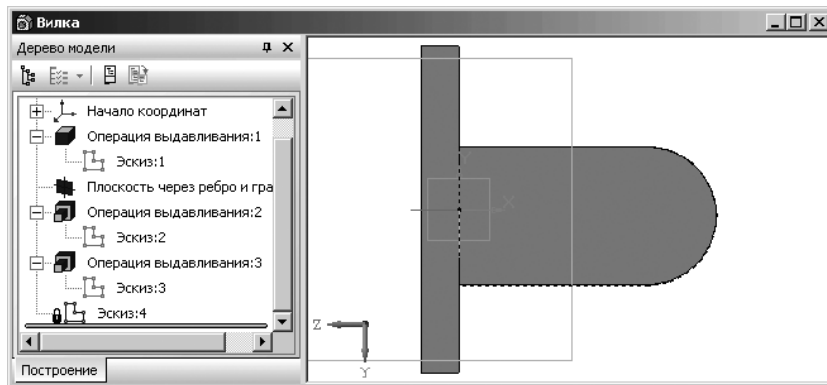 Вилка
Дерево модели
Начало координат
Операция выдавливания:1
Эскиз:1
Плоскость через ребро и гра
Операция выдавливания:2
Эскиз:2
Операция выдавливания:3
Эскиз:3
Эскиз:4
Построение
Y
X
Z
Y